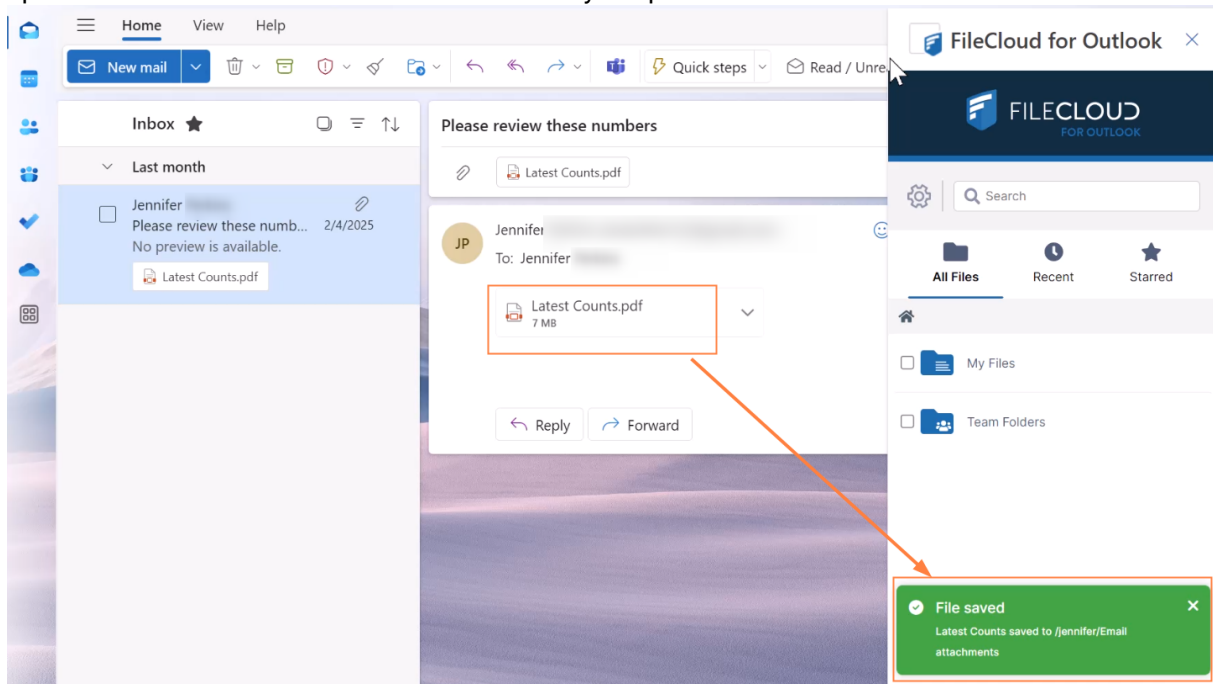 Home View Help
New mail
Quick steps
Read / Unre
Inbox
Last month
Jennifer
Please review these numb... 2/4/2025
No preview is available.
Latest Counts.pdf
Please review these numbers
Latest Counts.pdf
JP
Jennifer
To: Jennifer
Latest Counts.pdf
7 MB
Reply
Forward
FileCloud for Outlook
FILECLOUD
FOR OUTLOOK
Search
All Files Recent Starred
My Files
Team Folders
File saved
Latest Counts saved to /jennifer/Email
attachments